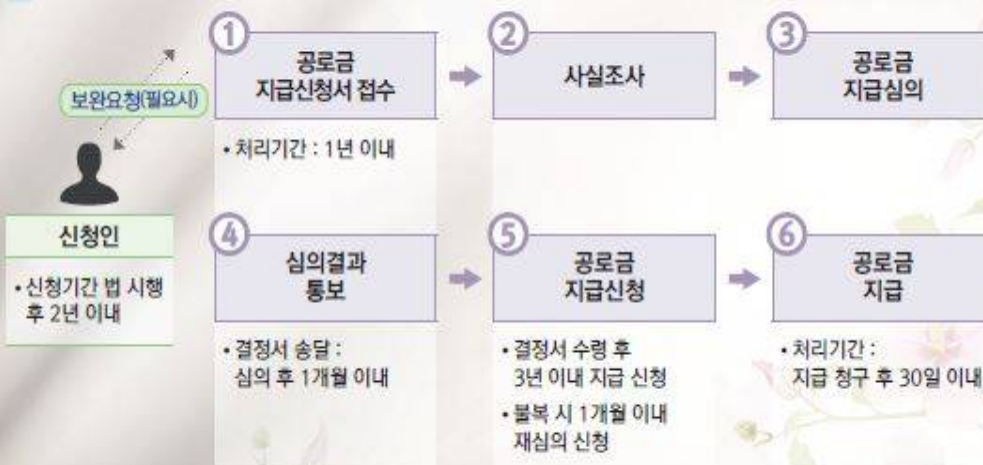 보완요청(필요시)
신청인
• 신청기간 법 시행
후 2년 이내
①
공로금
지급신청서 접수
• 처리기간 : 1년 이내
②
사실조사
③
공로금
지급심의
④
심의결과
통보
• 결정서 송달 :
심의 후 1개월 이내
⑤
공로금
지급신청
• 결정서 수령 후
3년 이내 지급 신청
• 불복 시 1개월 이내
재심의 신청
⑥
공로금
지급
• 처리기간 :
지급 청구 후 30일 이내